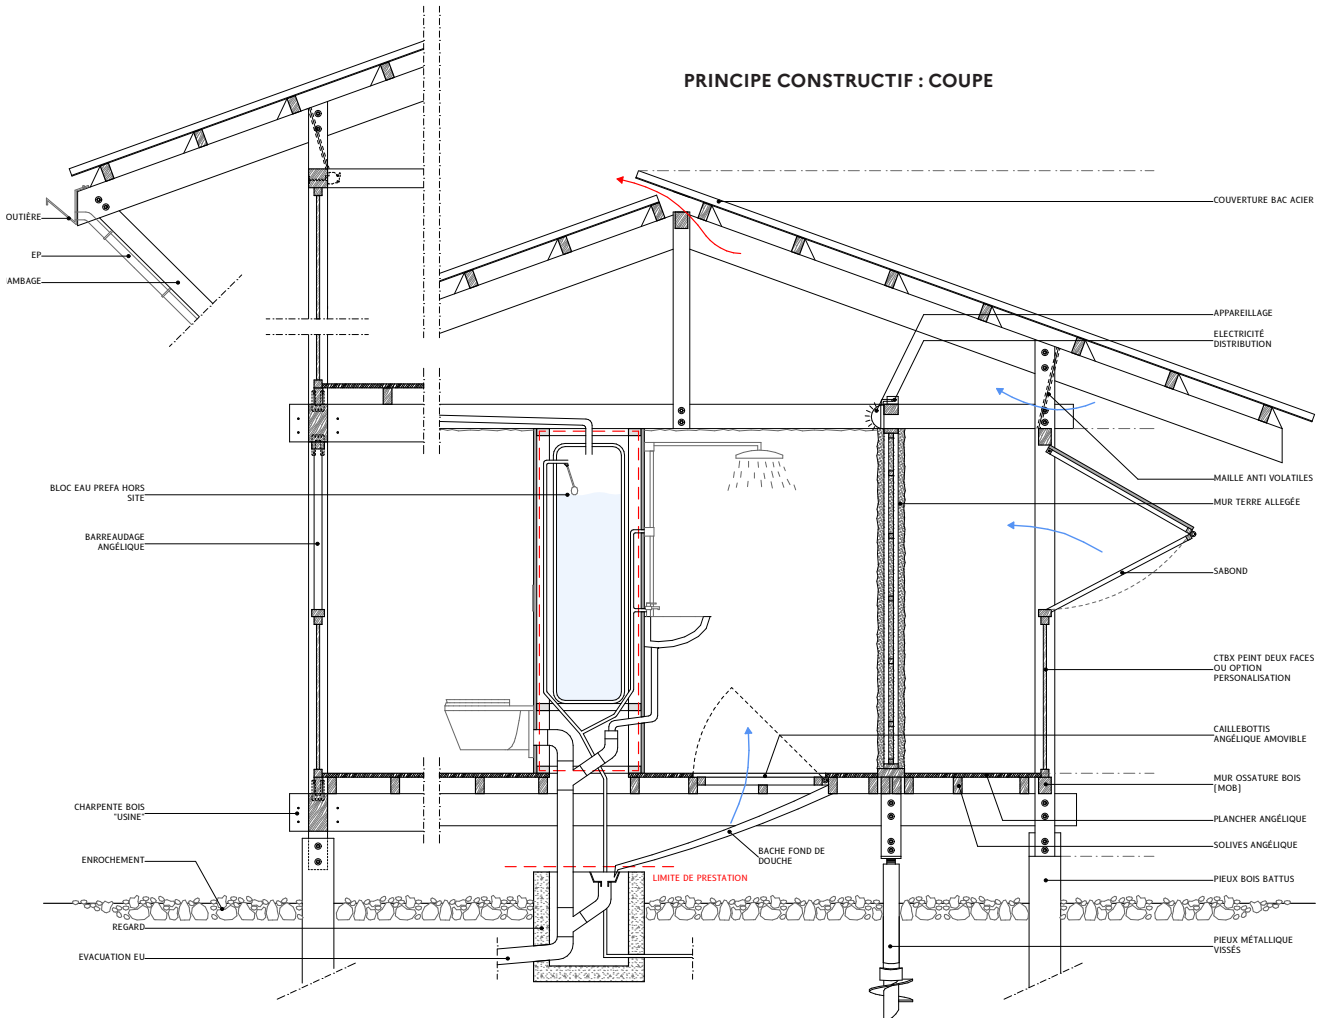 PRINCIPE CONSTRUCTIF : COUPE
OUTIÈRE
EP
AMBAGE
BLOC EAU PREFA HORS
SITE
BARREAUDAGE
ANGÉLIQUE
CHARPENTE BOIS
"USINE"
ENROCHEMENT
REGARD
EVACUATION EU
BACHE FOND DE
DOUCHE
LIMITE DE PRESTATION
COUVERTURE BAC ACIER
APPAREILLAGE
ELECTRICITÉ
DISTRIBUTION
MAILLE ANTI VOLATILES
MUR TERRE ALLEGÉE
SABOND
CTBX PEINT DEUX FACES
OU OPTION
PERSONALISATION
CAILLEBOTTIS
ANGÉLIQUE AMOVIBLE
MUR OSSATURE BOIS
(MOB)
PLANCHER ANGÉLIQUE
SOLIVES ANGÉLIQUE
PIEUX BOIS BATTUS
PIEUX MÉTALLIQUE
VISSÉS